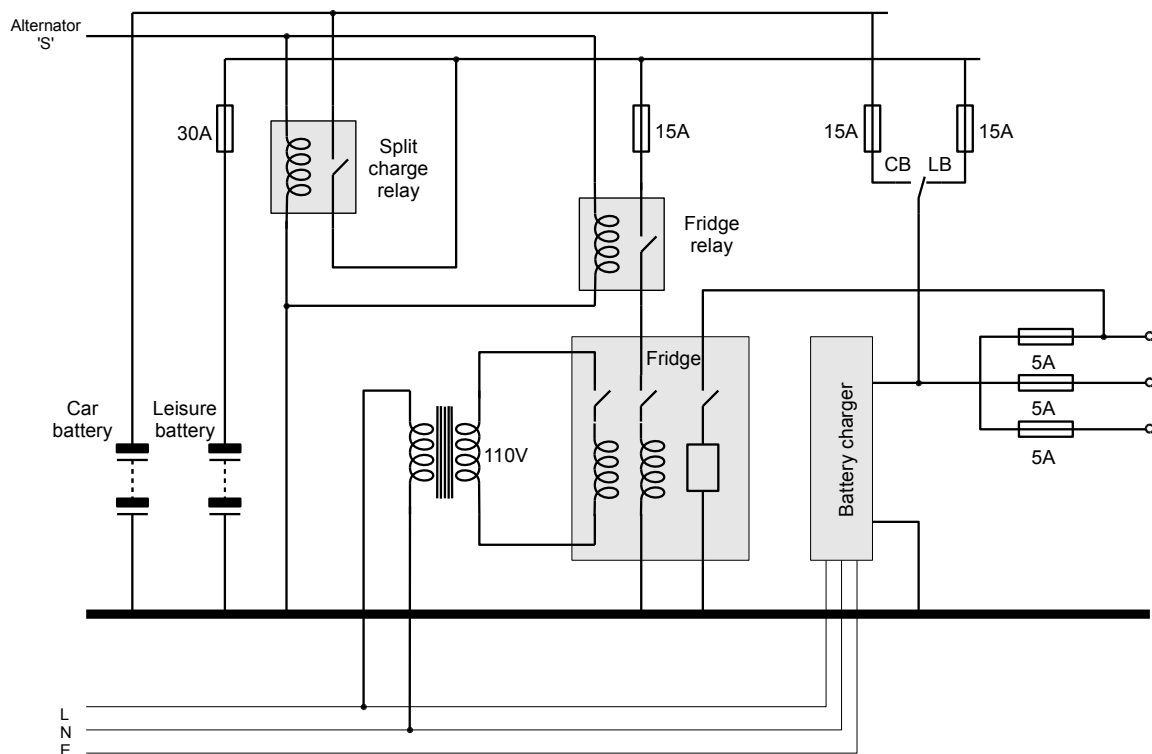 Alternator
'S'
30A
Split
charge
relay
15A
15A
15A
CB
LB
Fridge
relay
Fridge
5A
5A
5A
Car
battery
Leisure
battery
110V
Battery charger
L
N
E